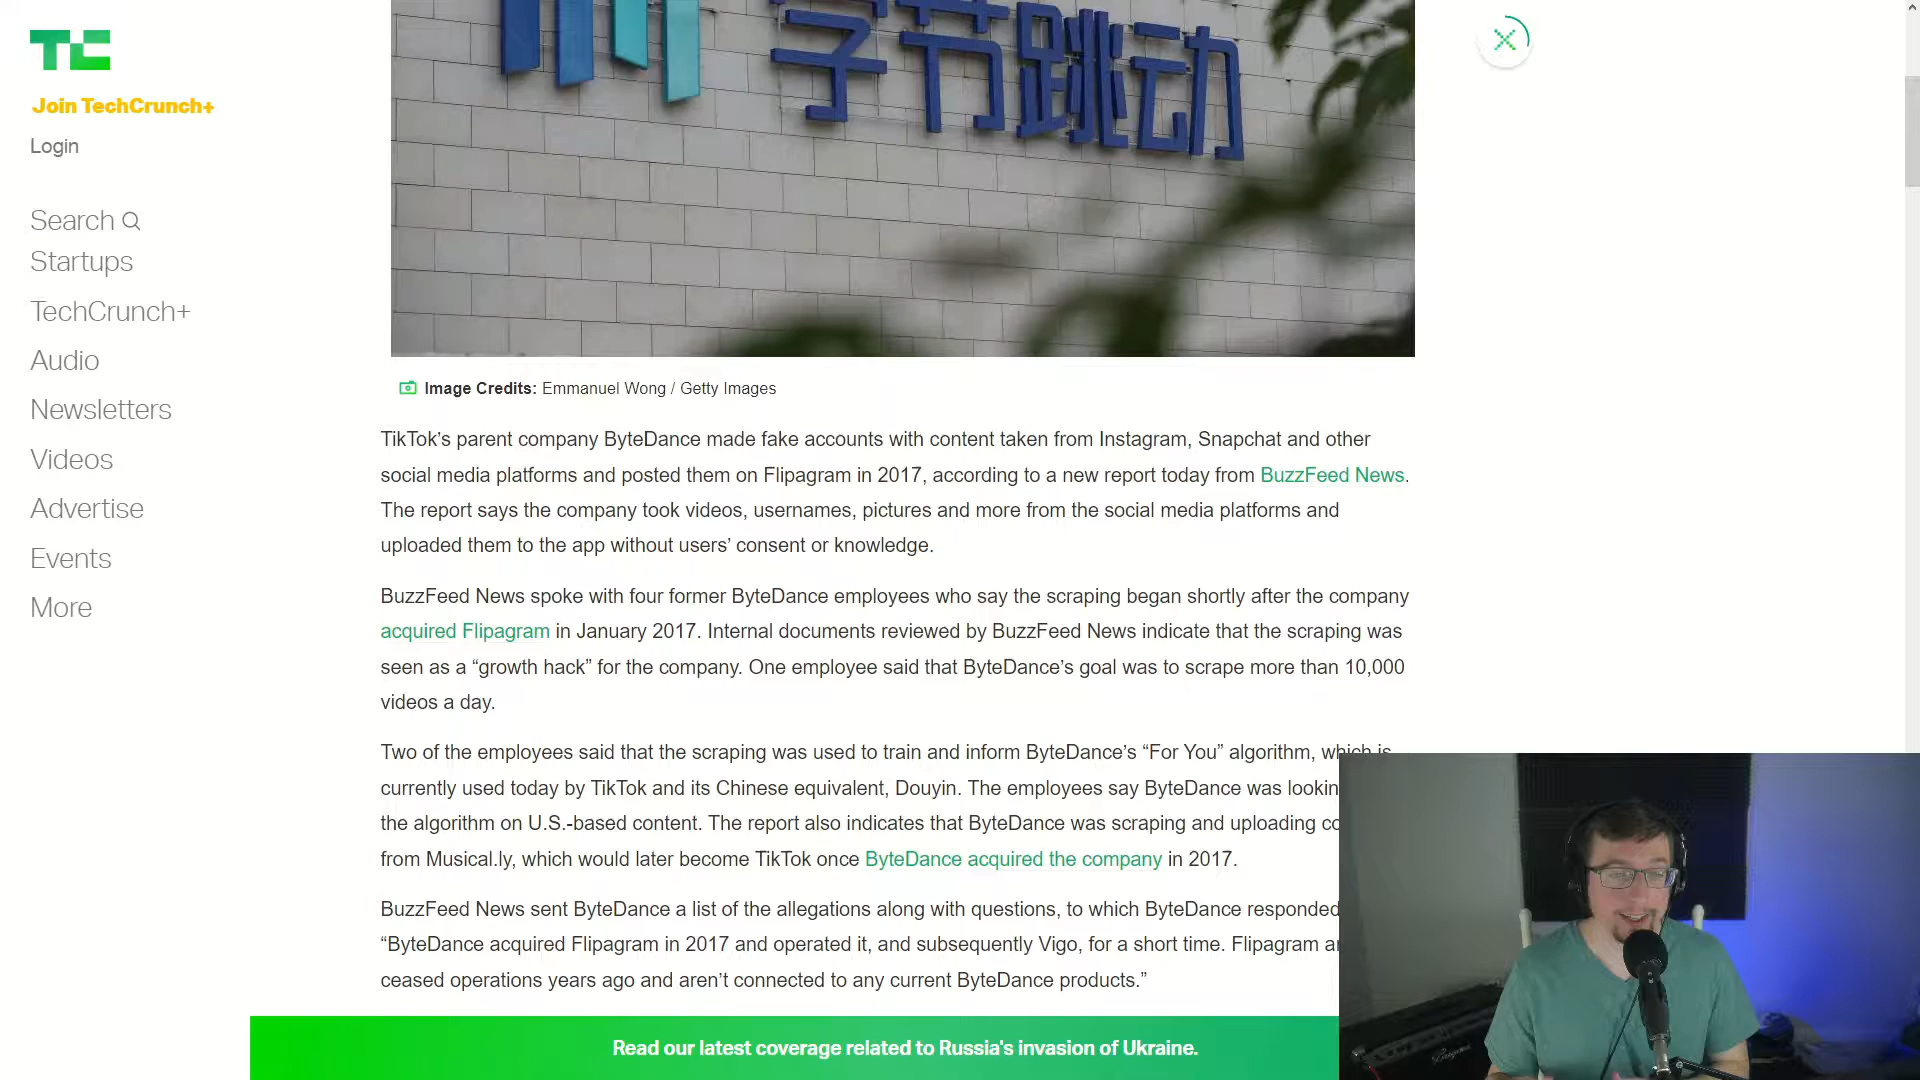 TC
Join TechCrunch+
Login
Search
Startups
TechCrunch+
Audio
Newsletters
Videos
Advertise
Events
More
字节跳动
Image Credits: Emmanuel Wong / Getty Images
TikTok’s parent company ByteDance made fake accounts with content taken from Instagram, Snapchat and other
social media platforms and posted them on Flipagram in 2017, according to a new report today from BuzzFeed News.
The report says the company took videos, usernames, pictures and more from the social media platforms and
uploaded them to the app without users’ consent or knowledge.
BuzzFeed News spoke with four former ByteDance employees who say the scraping began shortly after the company
acquired Flipagram in January 2017. Internal documents reviewed by BuzzFeed News indicate that the scraping was
seen as a “growth hack” for the company. One employee said that ByteDance’s goal was to scrape more than 10,000
videos a day.
Two of the employees said that the scraping was used to train and inform ByteDance’s “For You” algorithm, which is
currently used today by TikTok and its Chinese equivalent, Douyin. The employees say ByteDance was
the algorithm on U.S.-based content. The report also indicates that ByteDance was scraping and uploading
from Musical.ly, which would later become TikTok once ByteDance acquired the company in 2017.
BuzzFeed News sent ByteDance a list of the allegations along with questions, to which ByteDance responded
“ByteDance acquired Flipagram in 2017 and operated it, and subsequently Vigo, for a short time. Flipagram
ceased operations years ago and aren’t connected to any current ByteDance products.”
Read our latest coverage related to Russia's invasion of Ukraine.